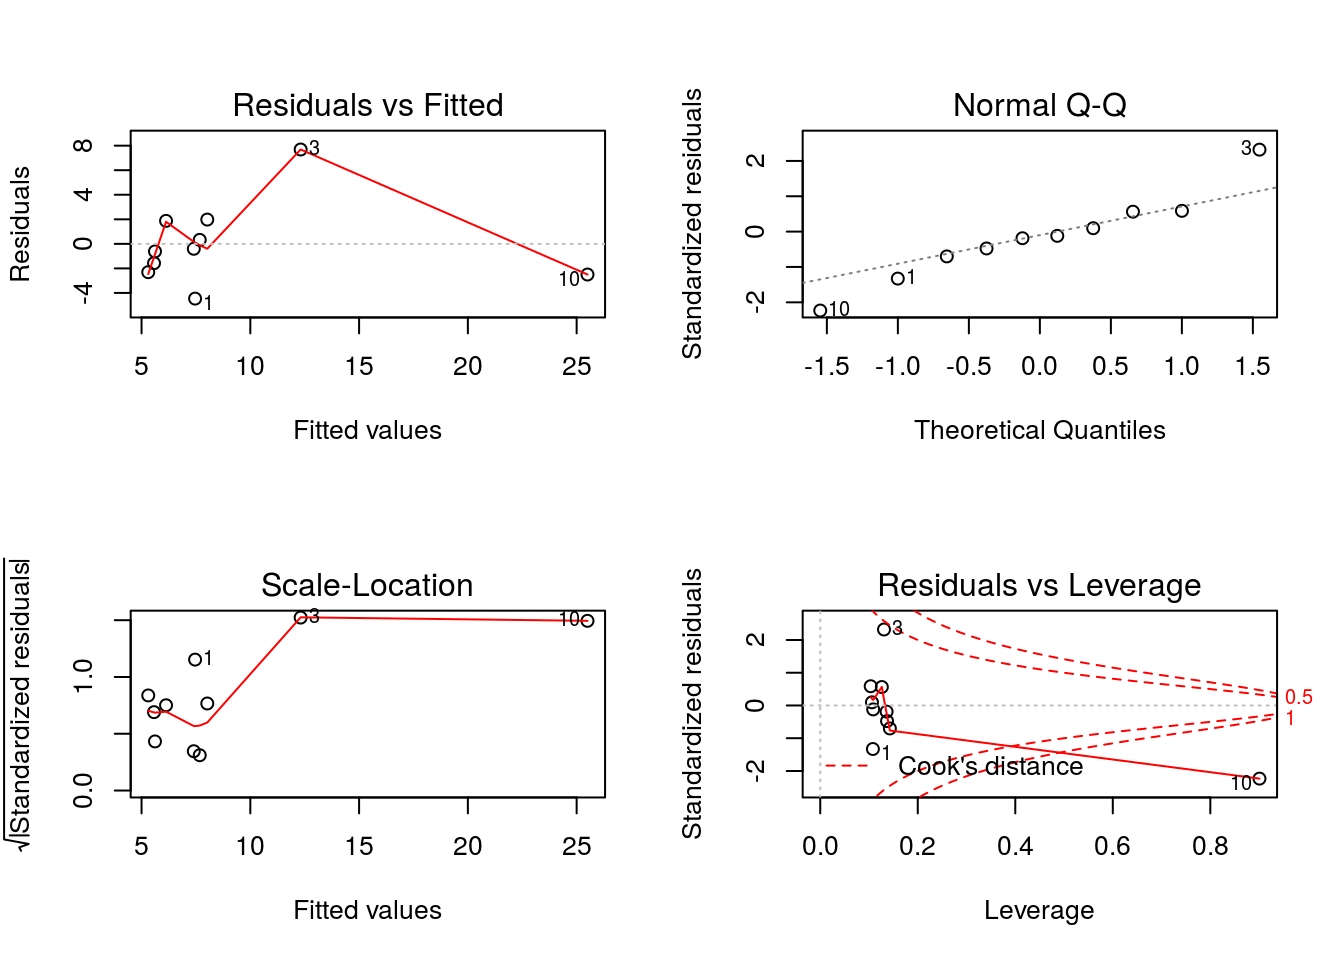 Residuals vs Fitted
Residuals
8
4
0
-4
3
10
1
5 10 15 20 25
Fitted values
Normal Q-Q
Standardized residuals
2
0
-2
3
1
10
-1.5 -1.0 -0.5 0.0 0.5 1.0 1.5
Theoretical Quantiles
Scale-Location
√|Standardized residuals|
1.0
0.0
3
10
1
5 10 15 20 25
Fitted values
Residuals vs Leverage
Standardized residuals
2
0
-2
3
0.5
1
1
Cook's distance
10
0.0 0.2 0.4 0.6 0.8
Leverage